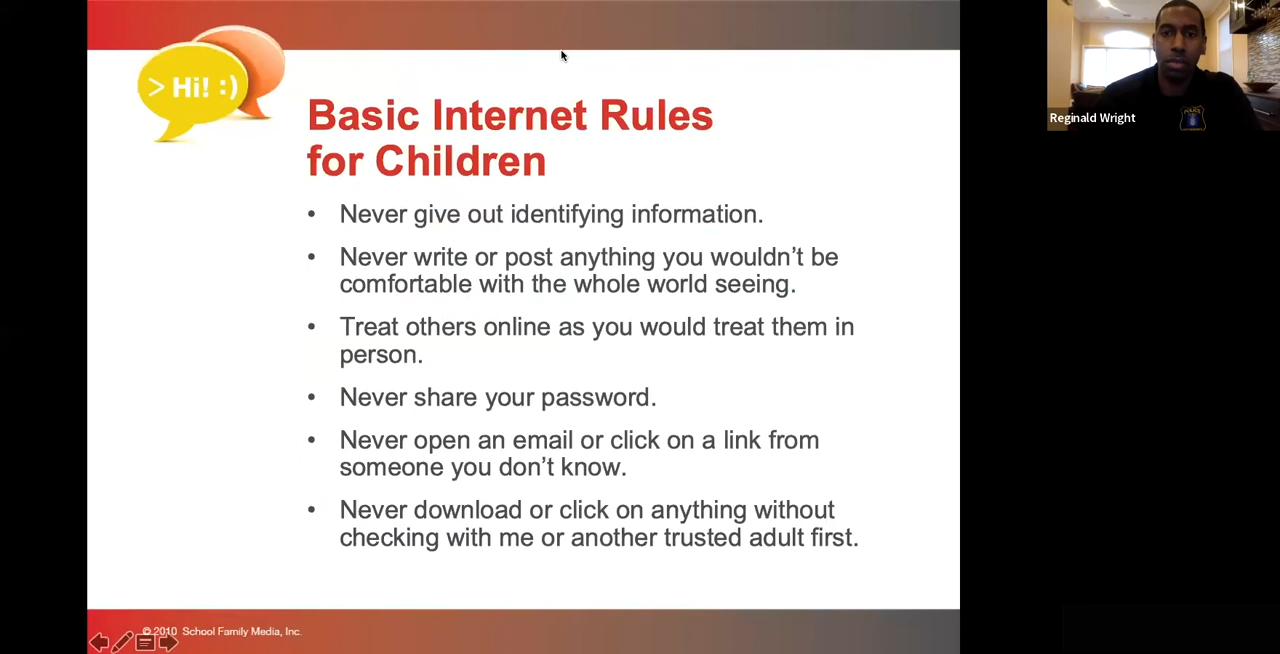 > Hi! :)
Basic Internet Rules
for Children
• Never give out identifying information.
• Never write or post anything you wouldn’t be
comfortable with the whole world seeing.
• Treat others online as you would treat them in
person.
• Never share your password.
• Never open an email or click on a link from
someone you don’t know.
• Never download or click on anything without
checking with me or another trusted adult first.
© 2010 School Family Media, Inc.
Reginald Wright
POLICE